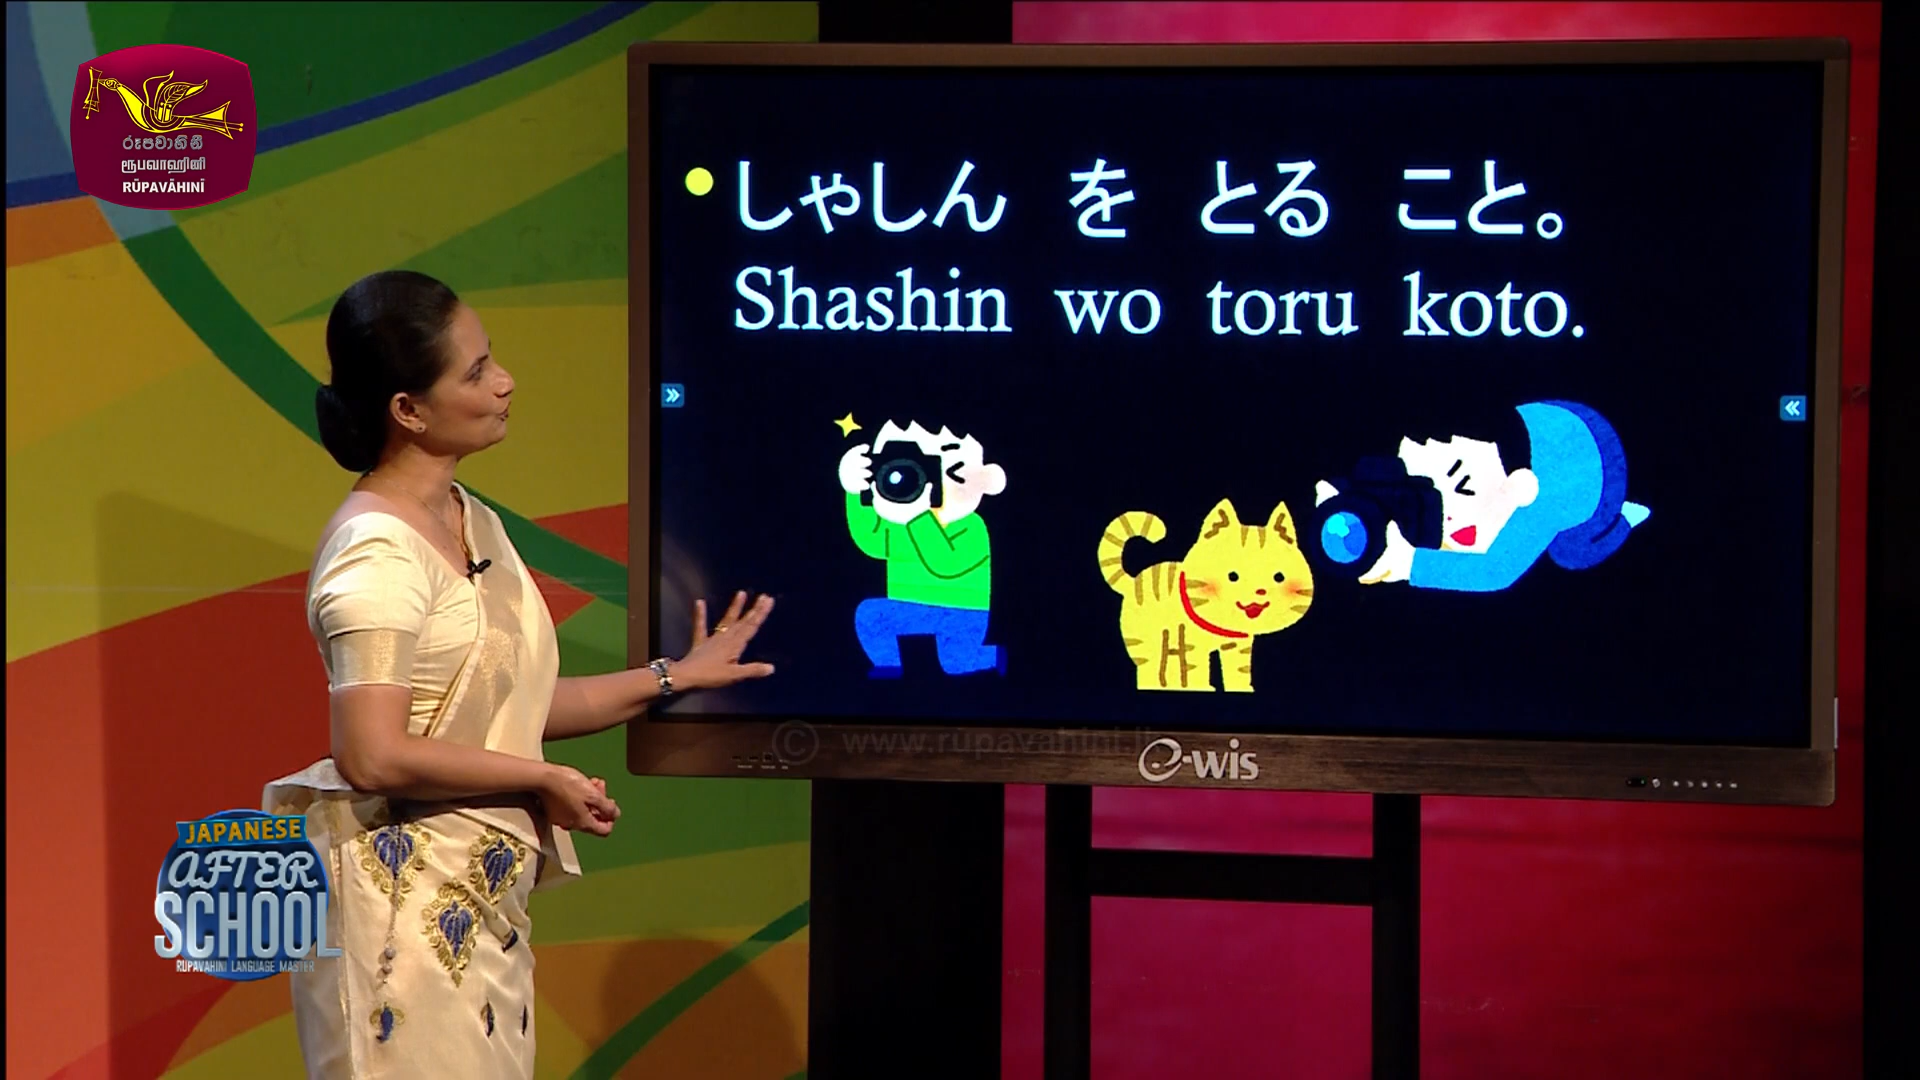 රූපවාහිනී
ரூபவாஹினி
RŪPAVĀHINĪ
しゃしん を とる こと。
Shashin wo toru koto.
© www.rupavahini.lk
e-wis
JAPANESE
AFTER
SCHOOL
RUPAVAHINI LANGUAGE MASTER